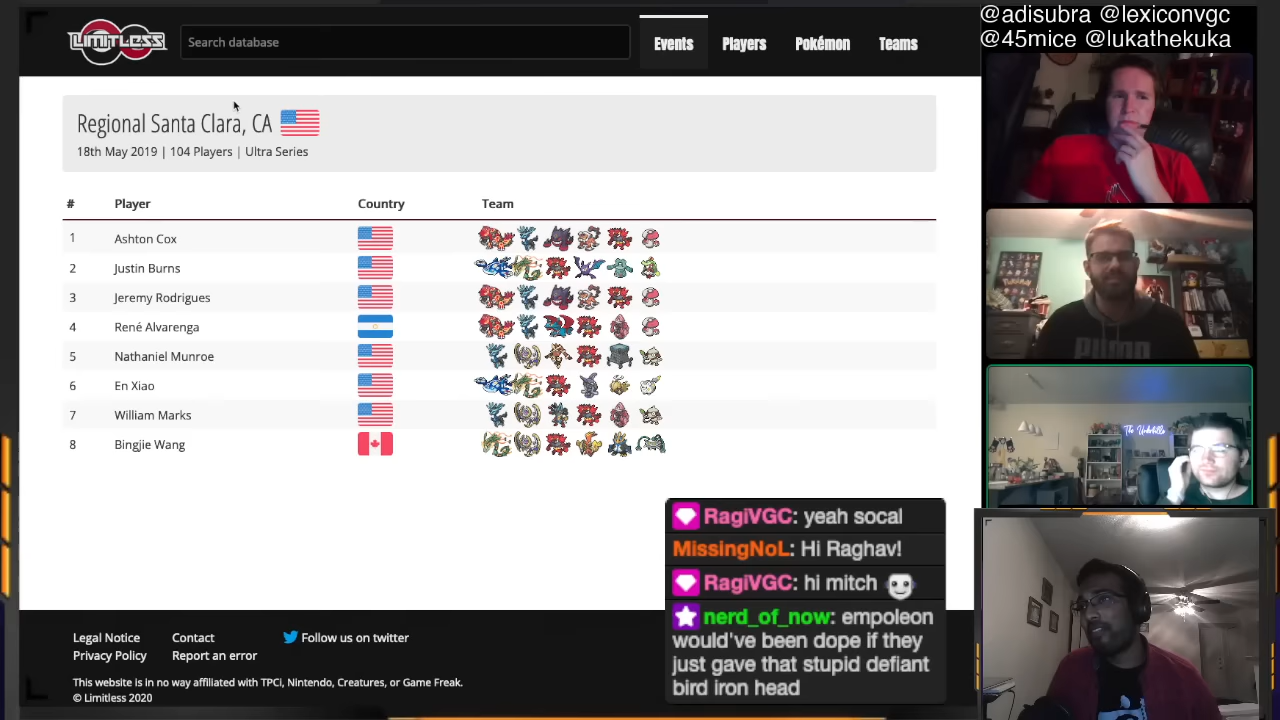 LIMITLESS
Search database
Events
Players
Pokémon
Teams
@adisubra @lexiconvgc
@45mice @lukathekuka
Regional Santa Clara, CA
18th May 2019 | 104 Players | Ultra Series
# Player Country Team
1 Ashton Cox
2 Justin Burns
3 Jeremy Rodrigues
4 René Alvarenga
5 Nathaniel Munroe
6 En Xiao
7 William Marks
8 Bingjie Wang
PUMA
The Underhills
RagiVGC: yeah socal
MissingNoL: Hi Raghav!
RagiVGC: hi mitch
nerd_of_now: empoleon
would've been dope if they
just gave that stupid defiant
bird iron head
Legal Notice
Contact
Follow us on twitter
Privacy Policy
Report an error
This website is in no way affiliated with TPCi, Nintendo, Creatures, or Game Freak.
© Limitless 2020